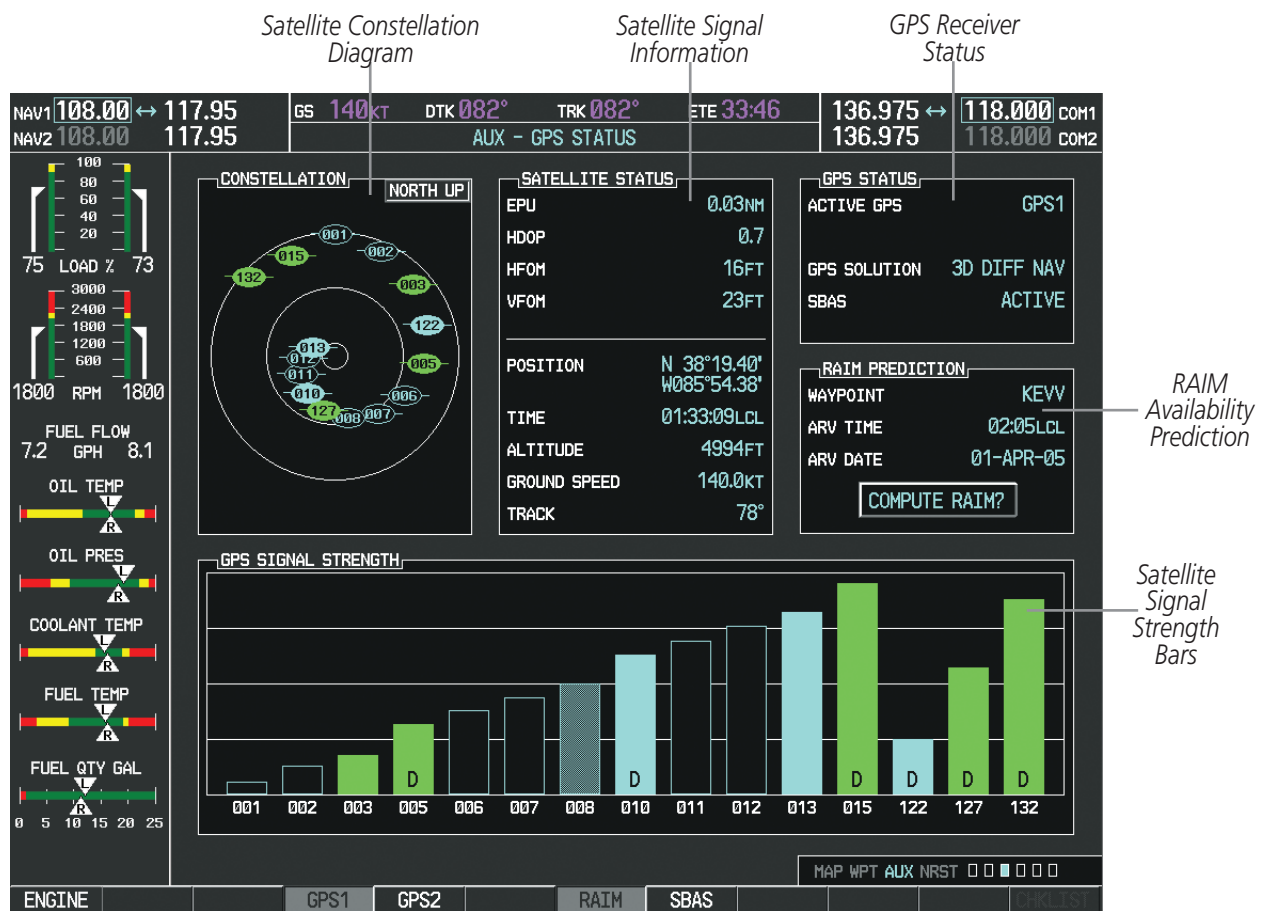 Satellite Constellation
Diagram
Satellite Signal
Information
GPS Receiver
Status
NAV1 108.00 ↔ 117.95
NAV2 108.00 117.95
GS 140KT DTK 082° TRK 082° ETE 33:46
AUX - GPS STATUS
136.975 ↔ 118.000 COM1
136.975 118.000 COM2
100
80
60
40
20
75 LOAD % 73
3000
2400
1800
1200
600
1800 RPM 1800
FUEL FLOW
7.2 GPH 8.1
OIL TEMP
L
R
OIL PRES
L
R
COOLANT TEMP
L
R
FUEL TEMP
L
R
FUEL QTY GAL
L
R
0 5 10 15 20 25
CONSTELLATION
NORTH UP
001
002
015
132
003
122
013
012
005
011
010
006
127
008
007
SATELLITE STATUS
EPU 0.03NM
HDOP 0.7
HFOM 16FT
VFOM 23FT
POSITION N 38°19.40'
W085°54.38'
TIME 01:33:09LCL
ALTITUDE 4994FT
GROUND SPEED 140.0KT
TRACK 78°
GPS STATUS
ACTIVE GPS GPS1
GPS SOLUTION 3D DIFF NAV
SBAS ACTIVE
RAIM PREDICTION
WAYPOINT KEVV
ARV TIME 02:05LCL
ARV DATE 01-APR-05
COMPUTE RAIM?
RAIM
Availability
Prediction
GPS SIGNAL STRENGTH
D D D D D D
001 002 003 005 006 007 008 010 011 012 013 015 122 127 132
Satellite
Signal
Strength
Bars
MAP WPT AUX NRST
ENGINE GPS1 GPS2 RAIM SBAS CHKLIST